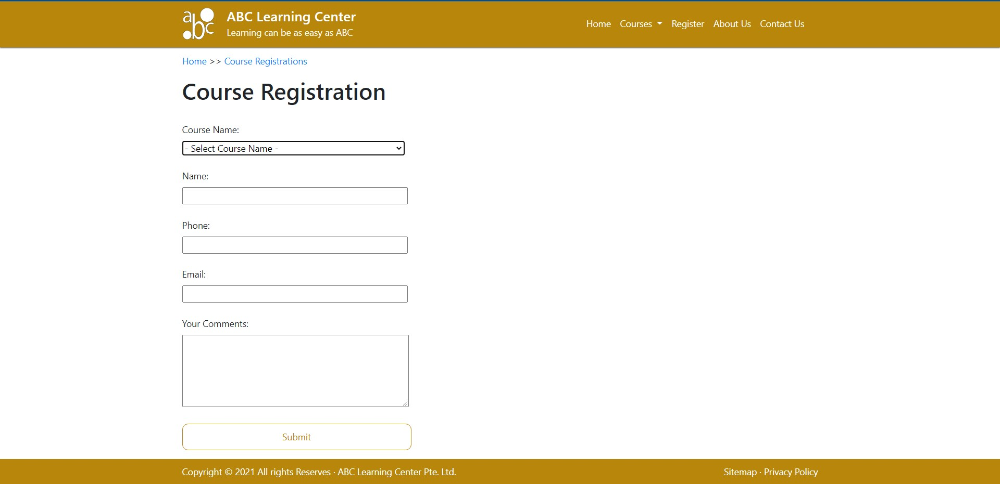 abc
ABC Learning Center
Learning can be as easy as ABC
Home Courses Register About Us Contact Us
Home >> Course Registrations
Course Registration
Course Name:
- Select Course Name -
Name:
Phone:
Email:
Your Comments:
Submit
Copyright © 2021 All rights Reserves · ABC Learning Center Pte. Ltd.
Sitemap · Privacy Policy